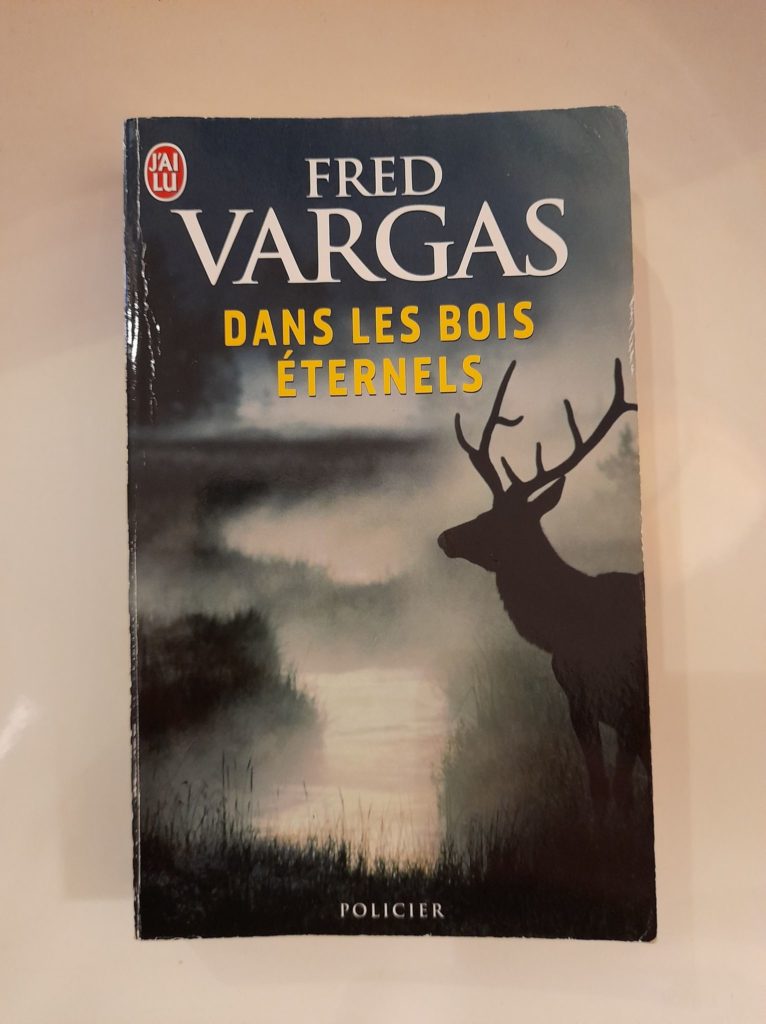 J'AI
LU
FRED
VARGAS
DANS LES BOIS
ÉTERNELS
POLICIER